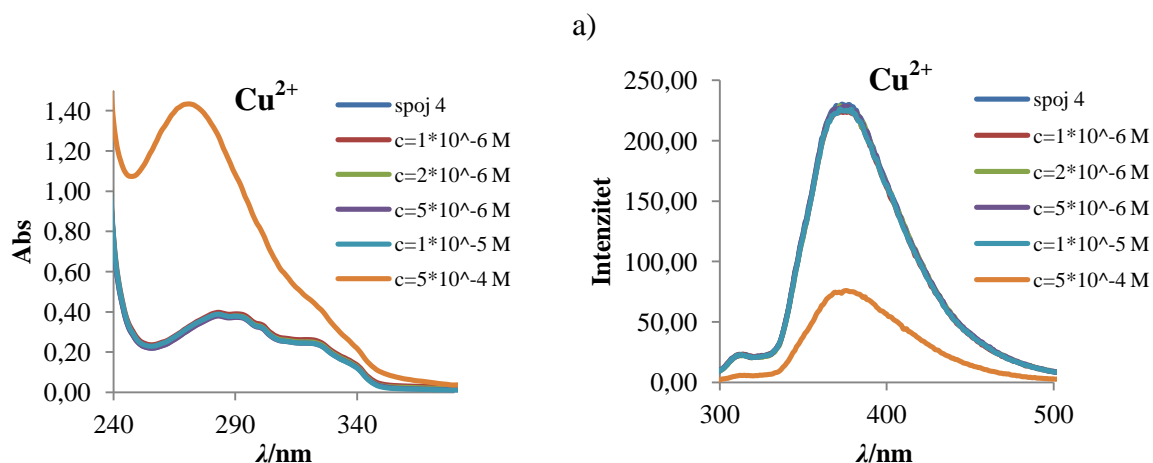 a)
Cu2+
Abs
1,40
1,20
1,00
0,80
0,60
0,40
0,20
0,00
240
290
340
λ/nm
spoj 4
c=1*10^-6 M
c=2*10^-6 M
c=5*10^-6 M
c=1*10^-5 M
c=5*10^-4 M
Cu2+
Intenzitet
250,00
200,00
150,00
100,00
50,00
0,00
300
400
500
λ/nm
spoj 4
c=1*10^-6 M
c=2*10^-6 M
c=5*10^-6 M
c=1*10^-5 M
c=5*10^-4 M